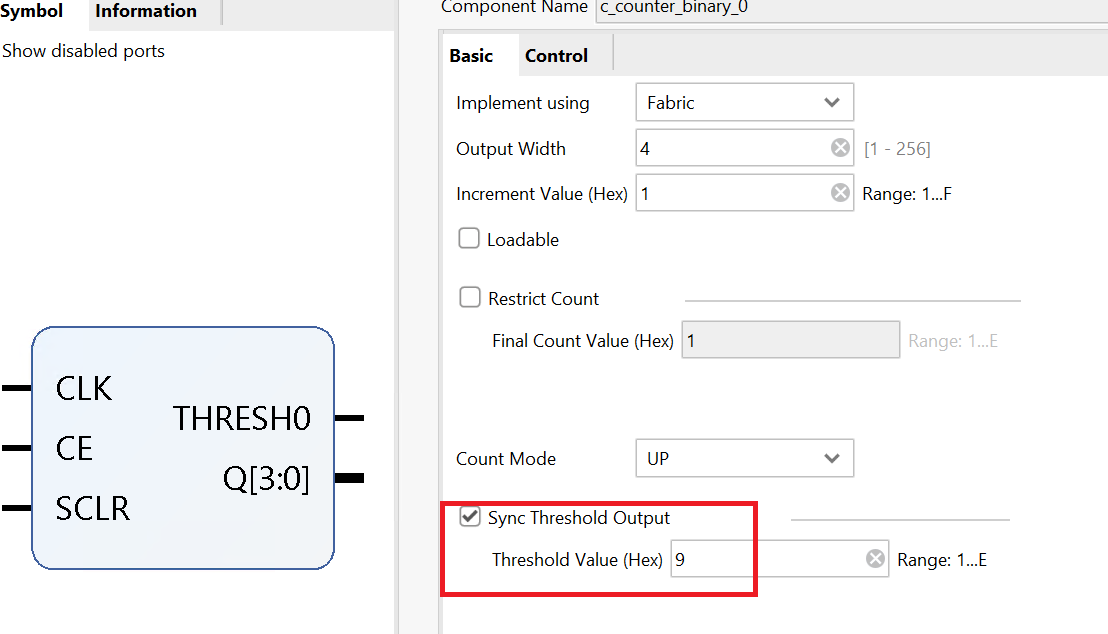 Symbol Information
Show disabled ports
CLK
CE
SCLR
THRESH0
Q[3:0]
Component Name c_counter_binary_0
Basic Control
Implement using Fabric
Output Width 4 [1 - 256]
Increment Value (Hex) 1 Range: 1...F
Loadable
Restrict Count
Final Count Value (Hex) 1 Range: 1...E
Count Mode UP
Sync Threshold Output
Threshold Value (Hex) 9 Range: 1...E